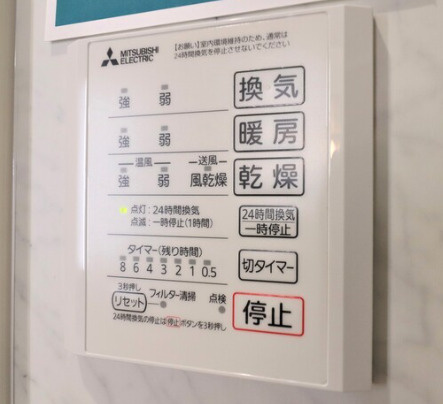 MITSUBISHI
ELECTRIC
【お願い】室内環境維持のため、通常は
24時間換気を停止させないでください
強 弱 換気
強 弱 暖房
温風 送風
強 弱 風乾燥 乾燥
点灯:24時間換気
点滅:一時停止(1時間)
24時間換気
一時停止
タイマー(残り時間)
8 6 4 3 2 1 0.5
切タイマー
3秒押し
リセット フィルター清掃 点検
停止
24時間換気の停止は停止ボタンを3秒押し